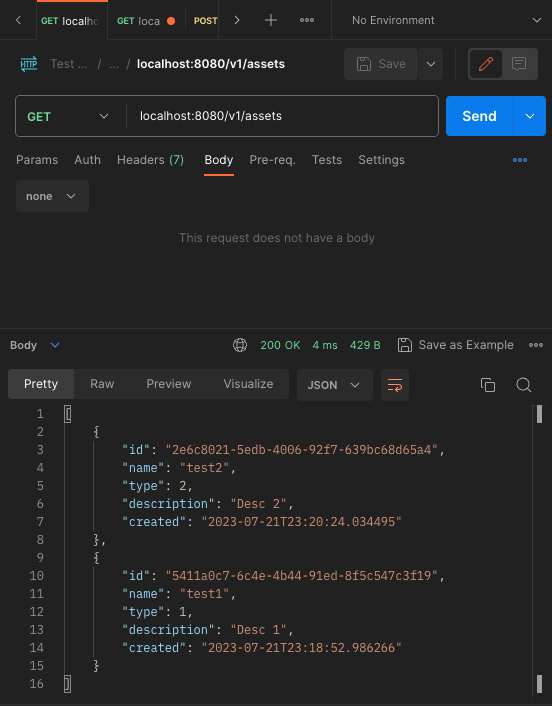 GET localh GET loca POST No Environment
HTTP Test ... / ... / localhost:8080/v1/assets Save
GET localhost:8080/v1/assets Send
Params Auth Headers (7) Body Pre-req. Tests Settings
none
This request does not have a body
Body 200 OK 4 ms 429 B Save as Example
Pretty Raw Preview Visualize JSON
1 [
2 {
3 "id": "2e6c8021-5edb-4006-92f7-639bc68d65a4",
4 "name": "test2",
5 "type": 2,
6 "description": "Desc 2",
7 "created": "2023-07-21T23:20:24.034495"
8 },
9 {
10 "id": "5411a0c7-6c4e-4b44-91ed-8f5c547c3f19",
11 "name": "test1",
12 "type": 1,
13 "description": "Desc 1",
14 "created": "2023-07-21T23:18:52.986266"
15 }
16 ]